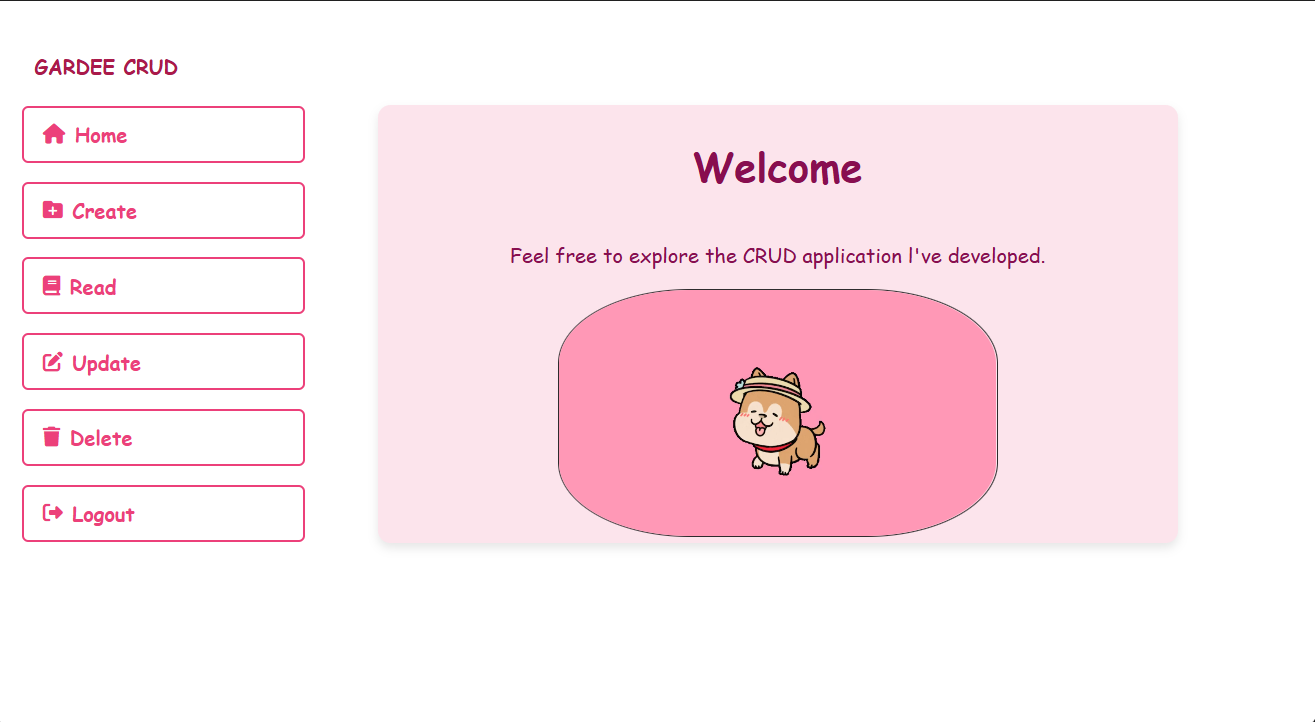 GARDEE CRUD
Home
Create
Read
Update
Delete
Logout
Welcome
Feel free to explore the CRUD application I've developed.